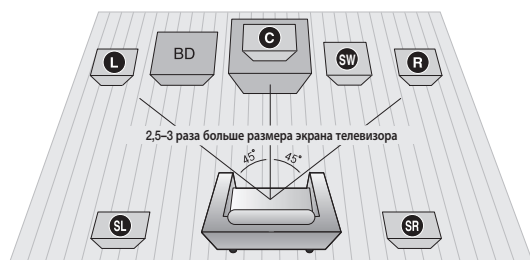 C
L
BD
SW
R
2,5–3 раза больше размера экрана телевизора
45° 45°
SL
SR